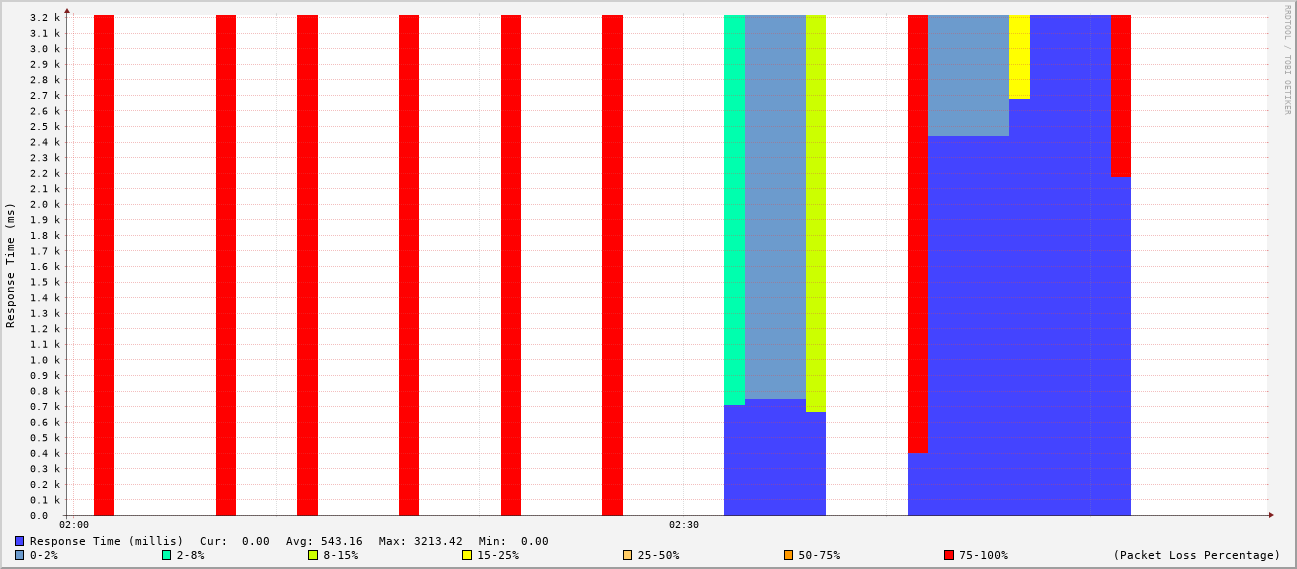 3.2 k
3.1 k
3.0 k
2.9 k
2.8 k
2.7 k
2.6 k
2.5 k
2.4 k
2.3 k
2.2 k
2.1 k
2.0 k
1.9 k
1.8 k
1.7 k
1.6 k
1.5 k
1.4 k
1.3 k
1.2 k
1.1 k
1.0 k
0.9 k
0.8 k
0.7 k
0.6 k
0.5 k
0.4 k
0.3 k
0.2 k
0.1 k
0.0
Response Time (ms)
RRDTOOL / TOBI OETIKER
02:00 02:30
Response Time (millis) Cur: 0.00 Avg: 543.16 Max: 3213.42 Min: 0.00
0-2% 2-8% 8-15% 15-25% 25-50% 50-75% 75-100% (Packet Loss Percentage)